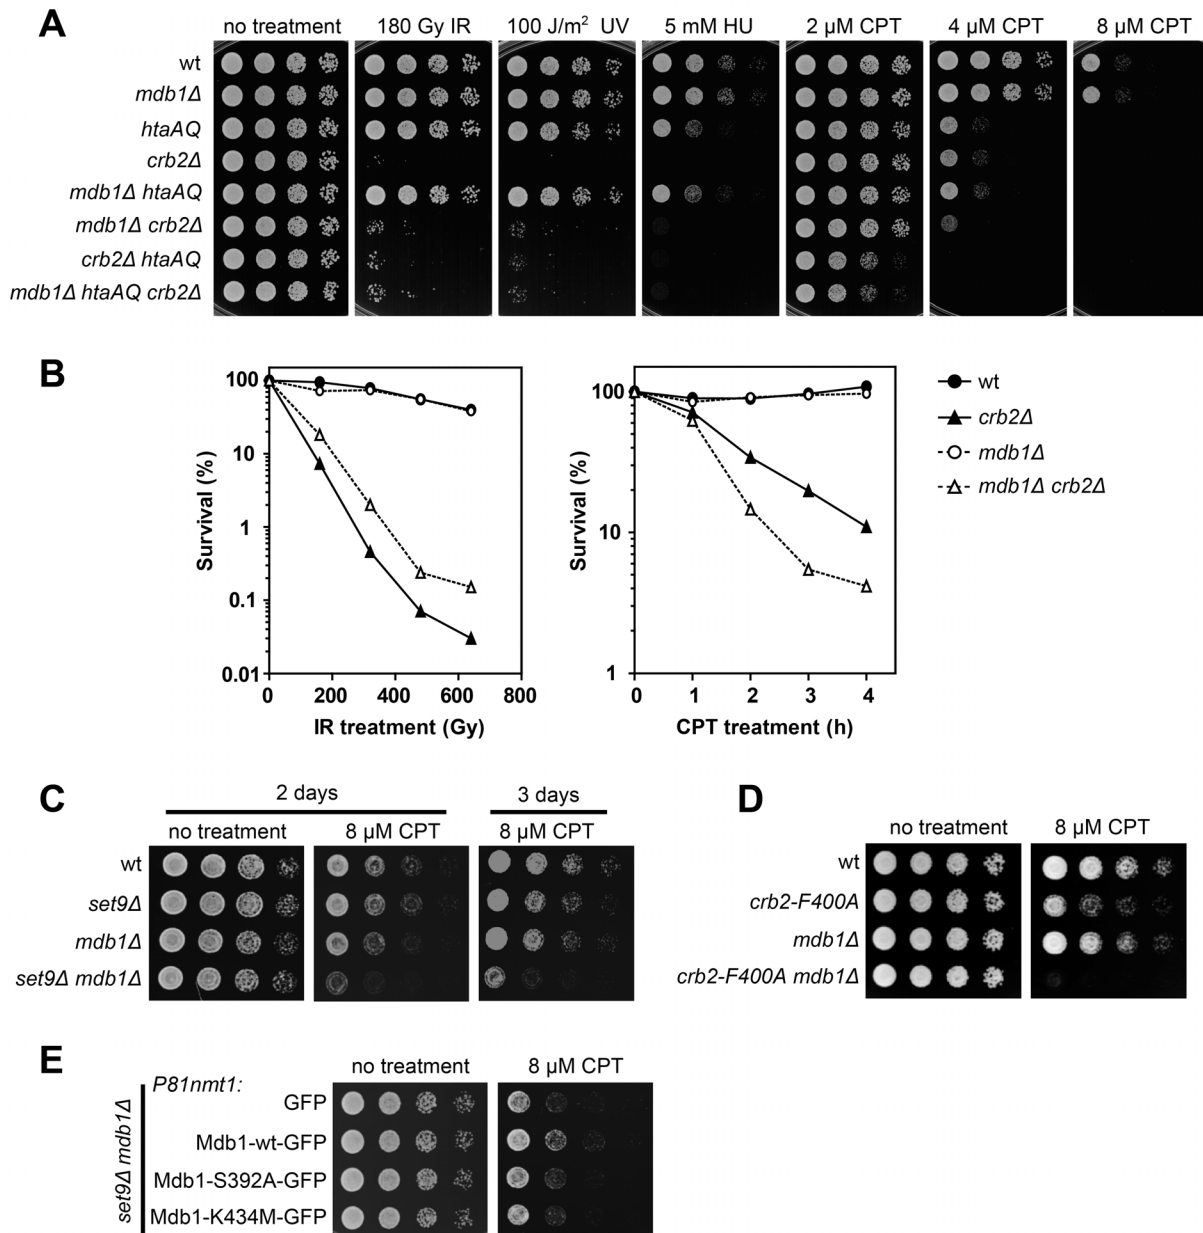 A
no treatment 180 Gy IR 100 J/m² UV 5 mM HU 2 µM CPT 4 µM CPT 8 µM CPT
wt
mdb1Δ
htaAQ
crb2Δ
mdb1Δ htaAQ
mdb1Δ crb2Δ
crb2Δ htaAQ
mdb1Δ htaAQ crb2Δ
B
100
10
1
0.1
0.01
Survival (%)
0 200 400 600 800
IR treatment (Gy)
100
10
1
Survival (%)
0 1 2 3 4
CPT treatment (h)
wt
crb2Δ
mdb1Δ
mdb1Δ crb2Δ
C
2 days 3 days
no treatment 8 µM CPT 8 µM CPT
wt
set9Δ
mdb1Δ
set9Δ mdb1Δ
D
no treatment 8 µM CPT
wt
crb2-F400A
mdb1Δ
crb2-F400A mdb1Δ
E
no treatment 8 µM CPT
set9Δ mdb1Δ
P81nmt1:
GFP
Mdb1-wt-GFP
Mdb1-S392A-GFP
Mdb1-K434M-GFP